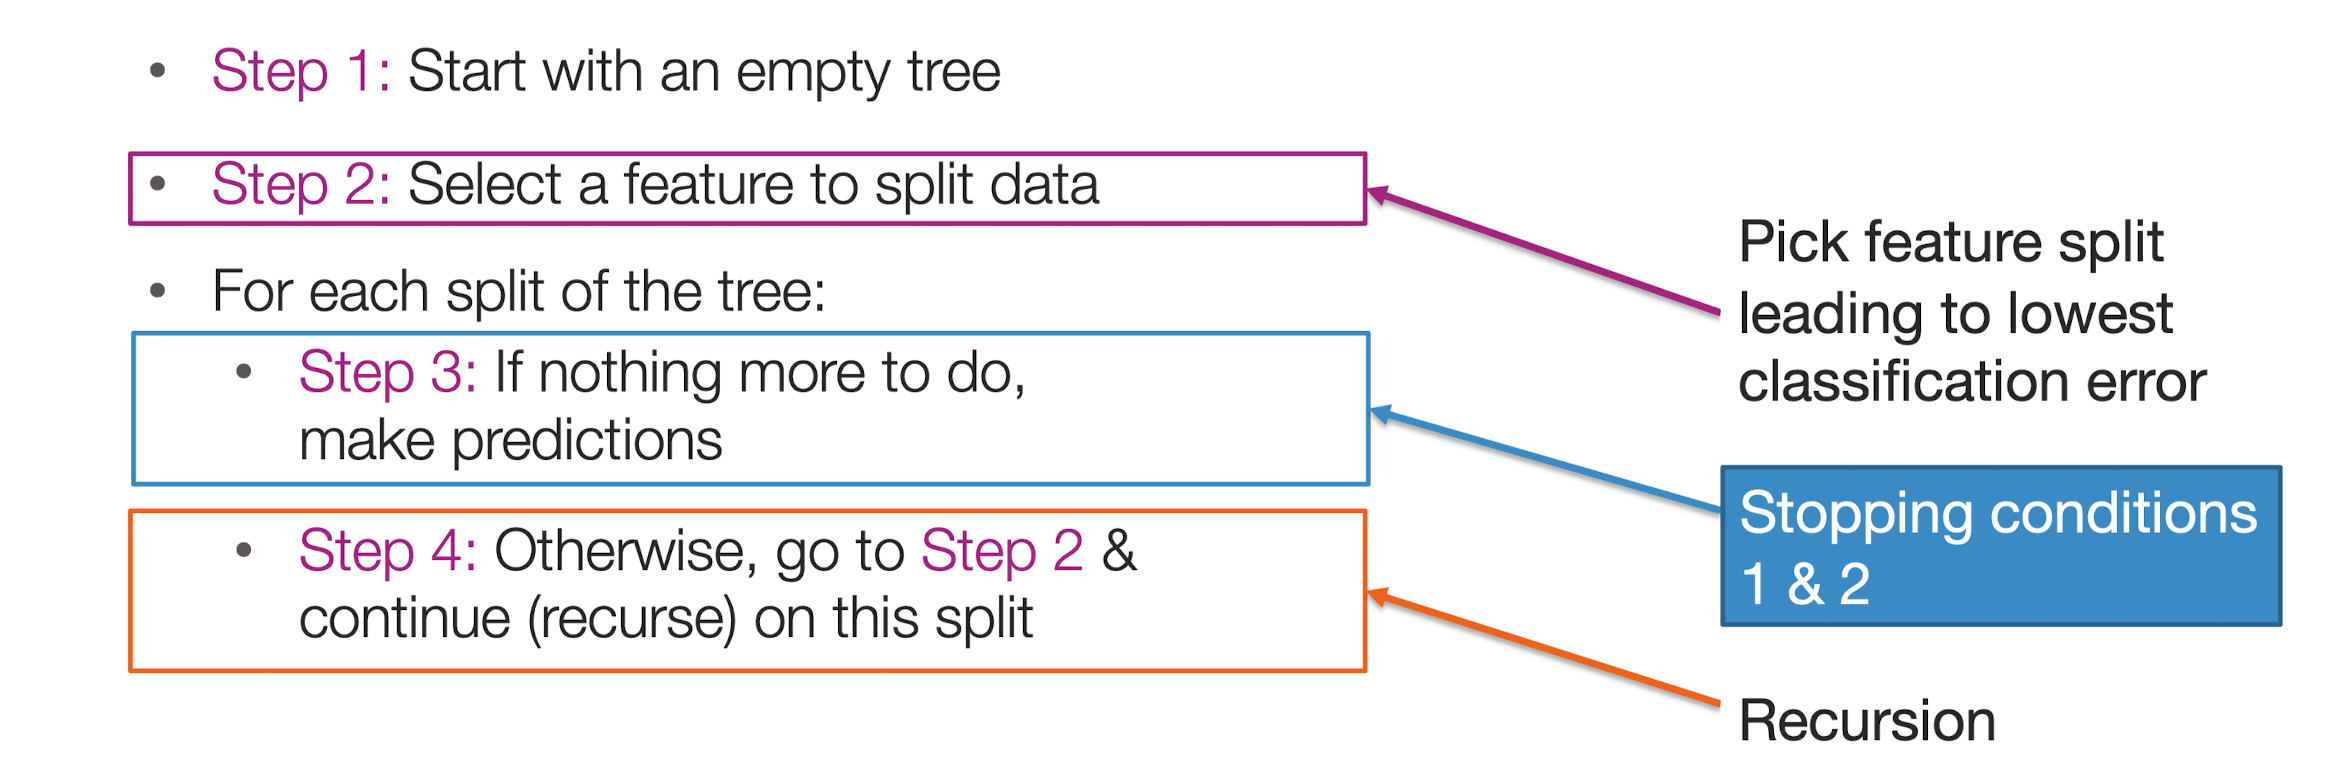 • Step 1: Start with an empty tree
• Step 2: Select a feature to split data
• For each split of the tree:
• Step 3: If nothing more to do,
make predictions
• Step 4: Otherwise, go to Step 2 &
continue (recurse) on this split
Pick feature split
leading to lowest
classification error
Stopping conditions
1 & 2
Recursion